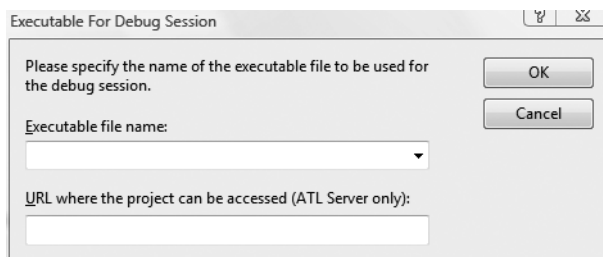 Executable For Debug Session
?
Please specify the name of the executable file to be used for
the debug session.
OK
Cancel
Executable file name:
URL where the project can be accessed (ATL Server only):